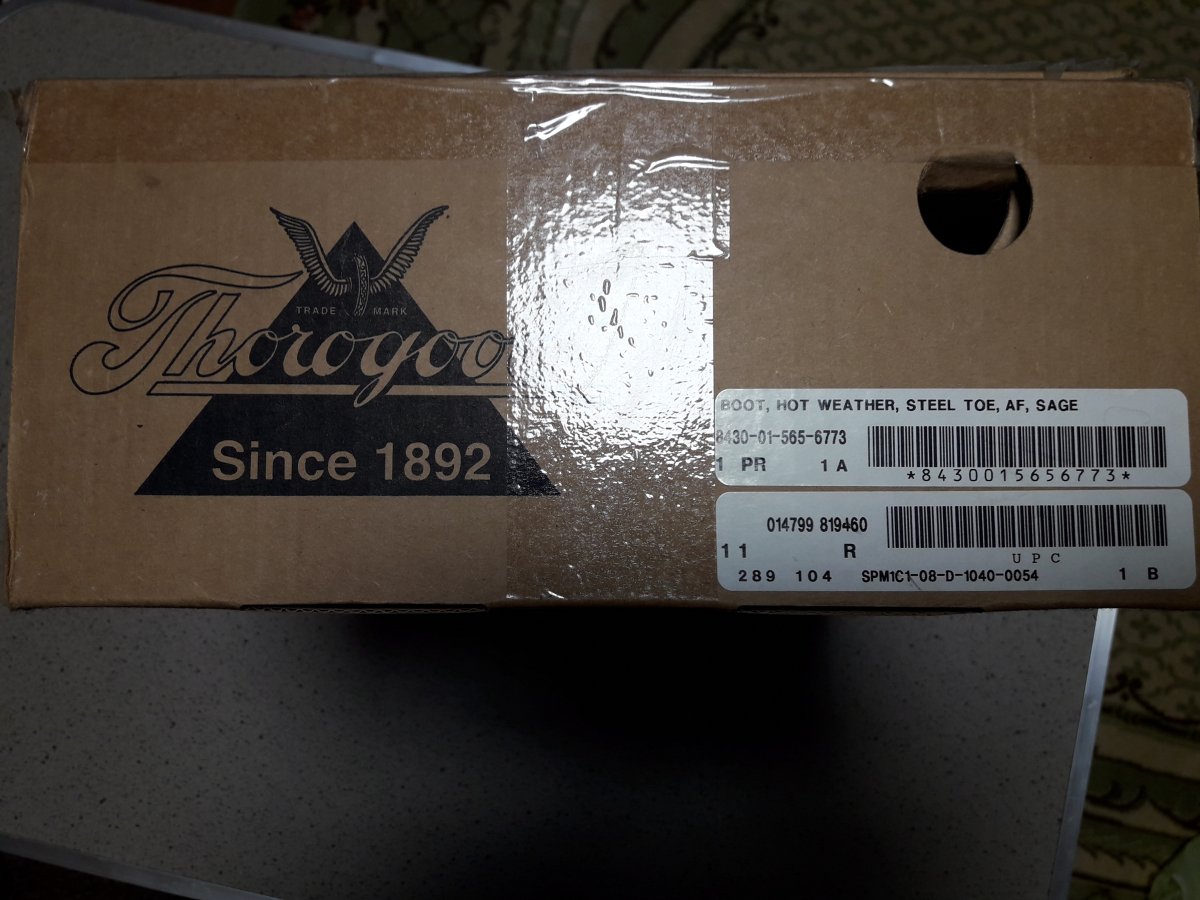 TRADE MARK
Thorogoo
Since 1892
BOOT, HOT WEATHER, STEEL TOE, AF, SAGE
8430-01-565-6773
1 PR 1 A
*8430015656773*
014799 819460
11 R
UPC
289 104 SPM1C1-08-D-1040-0054 1 B